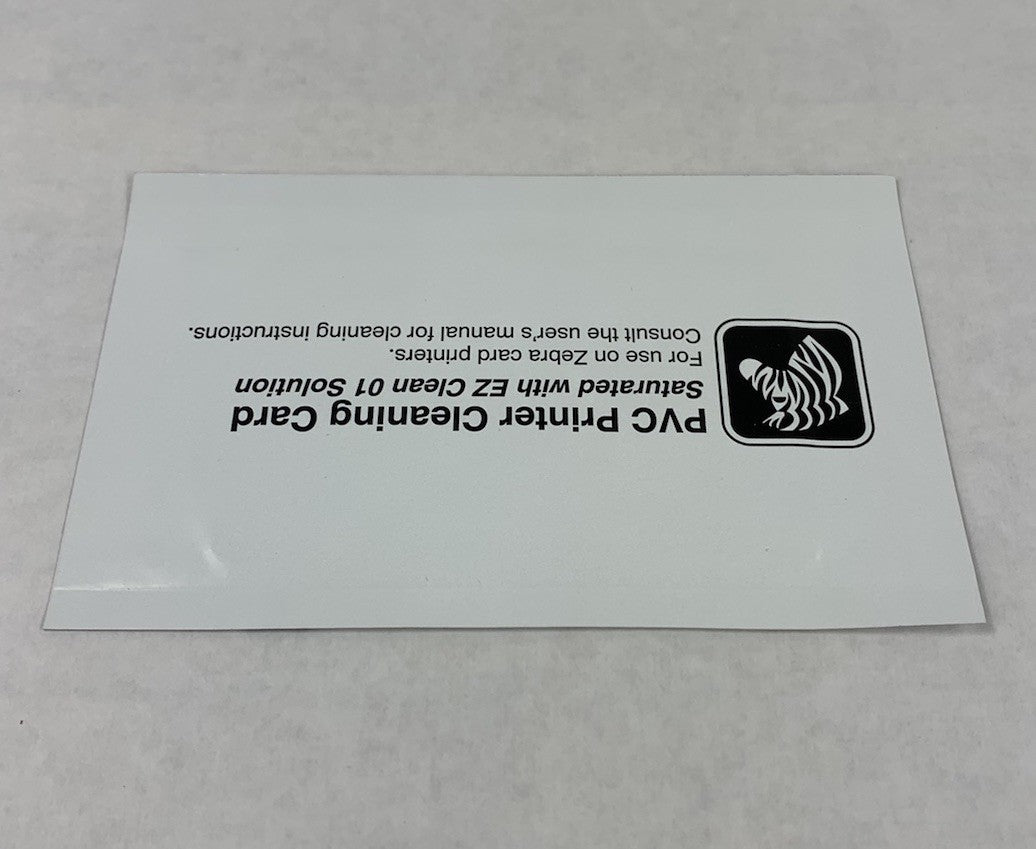 PVC Printer Cleaning Card
Saturated with EZ Clean 01 Solution
For use on Zebra card printers.
Consult the user's manual for cleaning instructions.